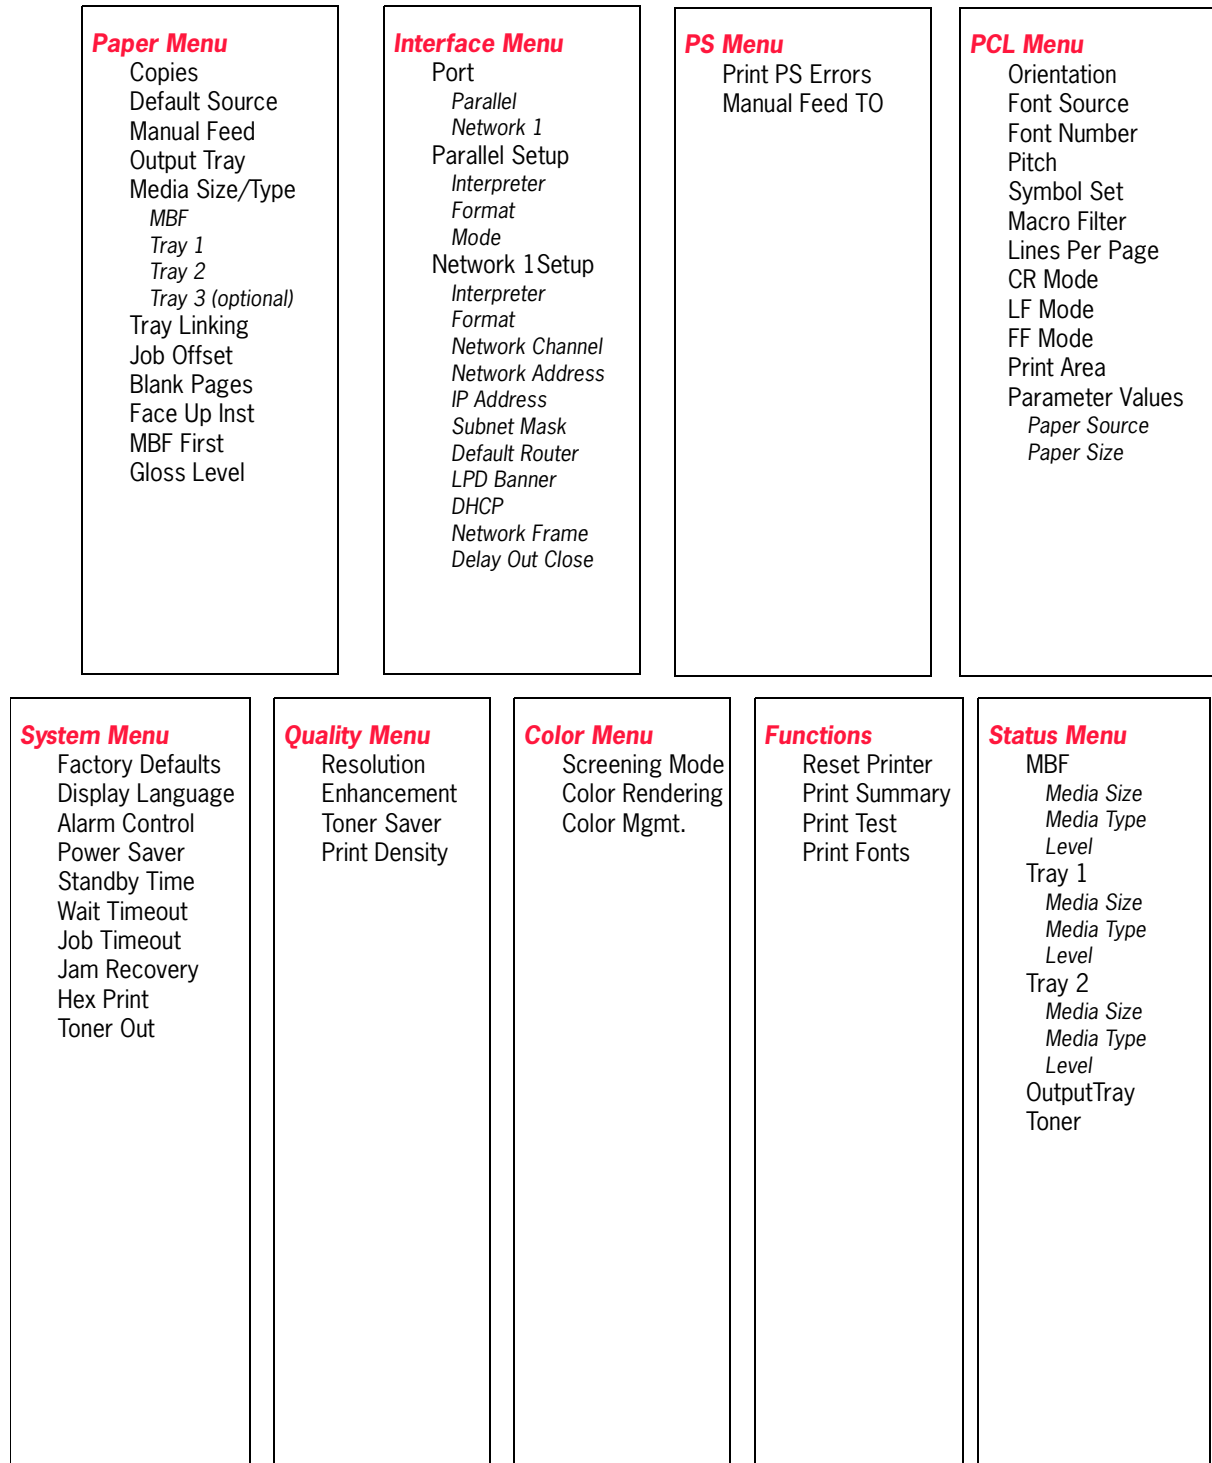 Paper Menu
Copies
Default Source
Manual Feed
Output Tray
Media Size/Type
MBF
Tray 1
Tray 2
Tray 3 (optional)
Tray Linking
Job Offset
Blank Pages
Face Up Inst
MBF First
Gloss Level
Interface Menu
Port
Parallel
Network 1
Parallel Setup
Interpreter
Format
Mode
Network 1Setup
Interpreter
Format
Network Channel
Network Address
IP Address
Subnet Mask
Default Router
LPD Banner
DHCP
Network Frame
Delay Out Close
PS Menu
Print PS Errors
Manual Feed TO
PCL Menu
Orientation
Font Source
Font Number
Pitch
Symbol Set
Macro Filter
Lines Per Page
CR Mode
LF Mode
FF Mode
Print Area
Parameter Values
Paper Source
Paper Size
System Menu
Factory Defaults
Display Language
Alarm Control
Power Saver
Standby Time
Wait Timeout
Job Timeout
Jam Recovery
Hex Print
Toner Out
Quality Menu
Resolution
Enhancement
Toner Saver
Print Density
Color Menu
Screening Mode
Color Rendering
Color Mgmt.
Functions
Reset Printer
Print Summary
Print Test
Print Fonts
Status Menu
MBF
Media Size
Media Type
Level
Tray 1
Media Size
Media Type
Level
Tray 2
Media Size
Media Type
Level
OutputTray
Toner